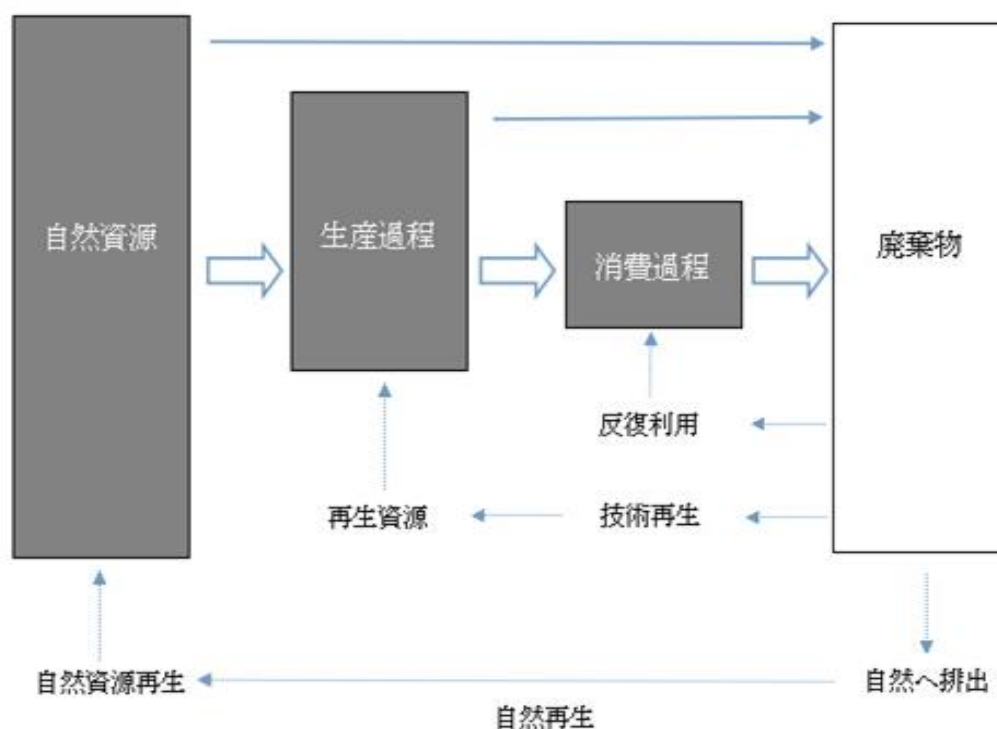 自然資源
生産過程
消費過程
廃棄物
反復利用
再生資源
技術再生
自然資源再生
自然へ排出
自然再生